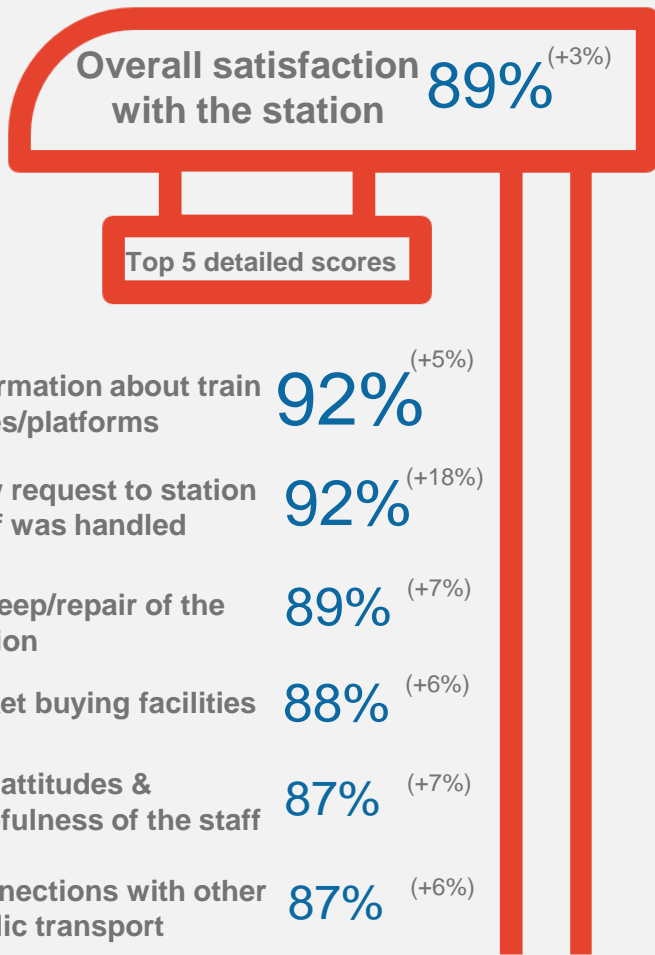 Overall satisfaction 89% (+3%)
with the station
Top 5 detailed scores
rmation about train 92% (+5%)
es/platforms
request to station 92% (+18%)
f was handled
eep/repair of the 89% (+7%)
ion
et buying facilities 88% (+6%)
attitudes & 87% (+7%)
fulness of the staff
nections with other 87% (+6%)
lic transport